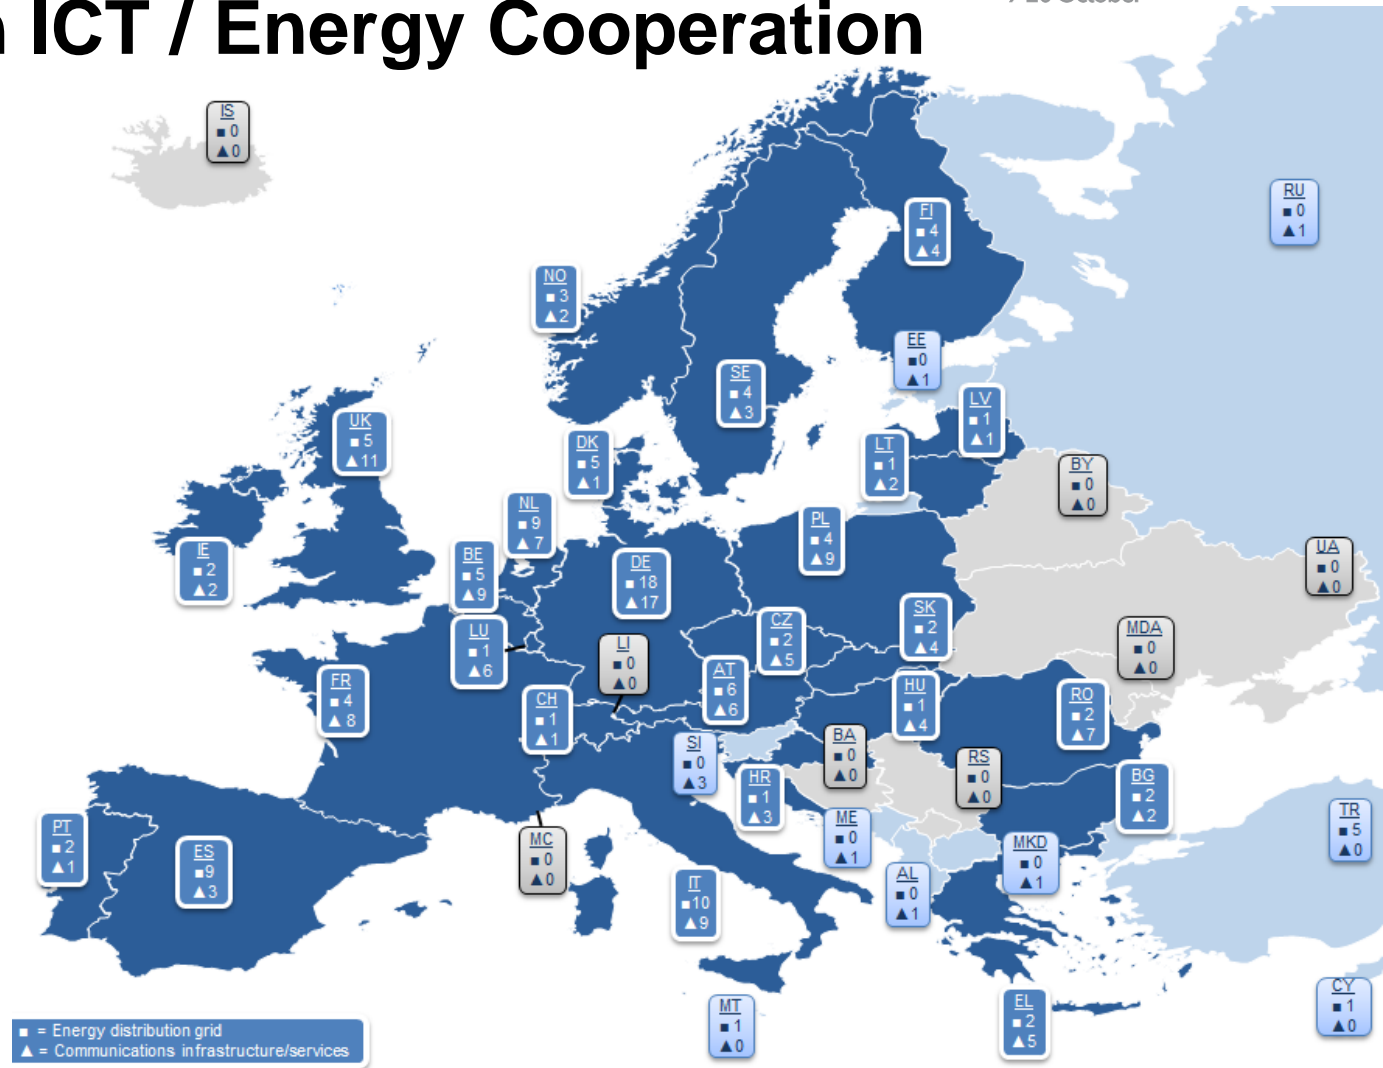 n ICT / Energy Cooperation
October
IS
■ 0
▲0
RU
■ 0
▲1
FI
■ 4
▲4
NO
■ 3
▲2
EE
■0
▲1
SE
■ 4
▲3
LV
■ 1
▲1
UK
■ 5
▲11
DK
■ 5
▲1
LT
■ 1
▲2
BY
■ 0
▲0
NL
■ 9
▲7
PL
■ 4
▲9
IE
■ 2
▲2
BE
■ 5
▲9
DE
■ 18
▲17
UA
■ 0
▲0
LU
■ 1
▲6
LI
■ 0
▲0
CZ
■ 2
▲5
SK
■ 2
▲4
MDA
■ 0
▲0
FR
■ 4
▲8
CH
■ 1
▲1
AT
■ 6
▲6
HU
■ 1
▲4
RO
■ 2
▲7
SI
■ 0
▲3
BA
■ 0
▲0
RS
■ 0
▲0
HR
■ 1
▲3
BG
■ 2
▲2
PT
■ 2
▲1
ES
■9
▲3
MC
■ 0
▲0
ME
■ 0
▲1
MKD
■ 0
▲1
TR
■ 5
▲0
IT
■10
▲9
AL
■ 0
▲1
MT
■ 1
▲0
EL
■ 2
▲5
CY
■ 1
▲0
■ = Energy distribution grid
▲ = Communications infrastructure/services